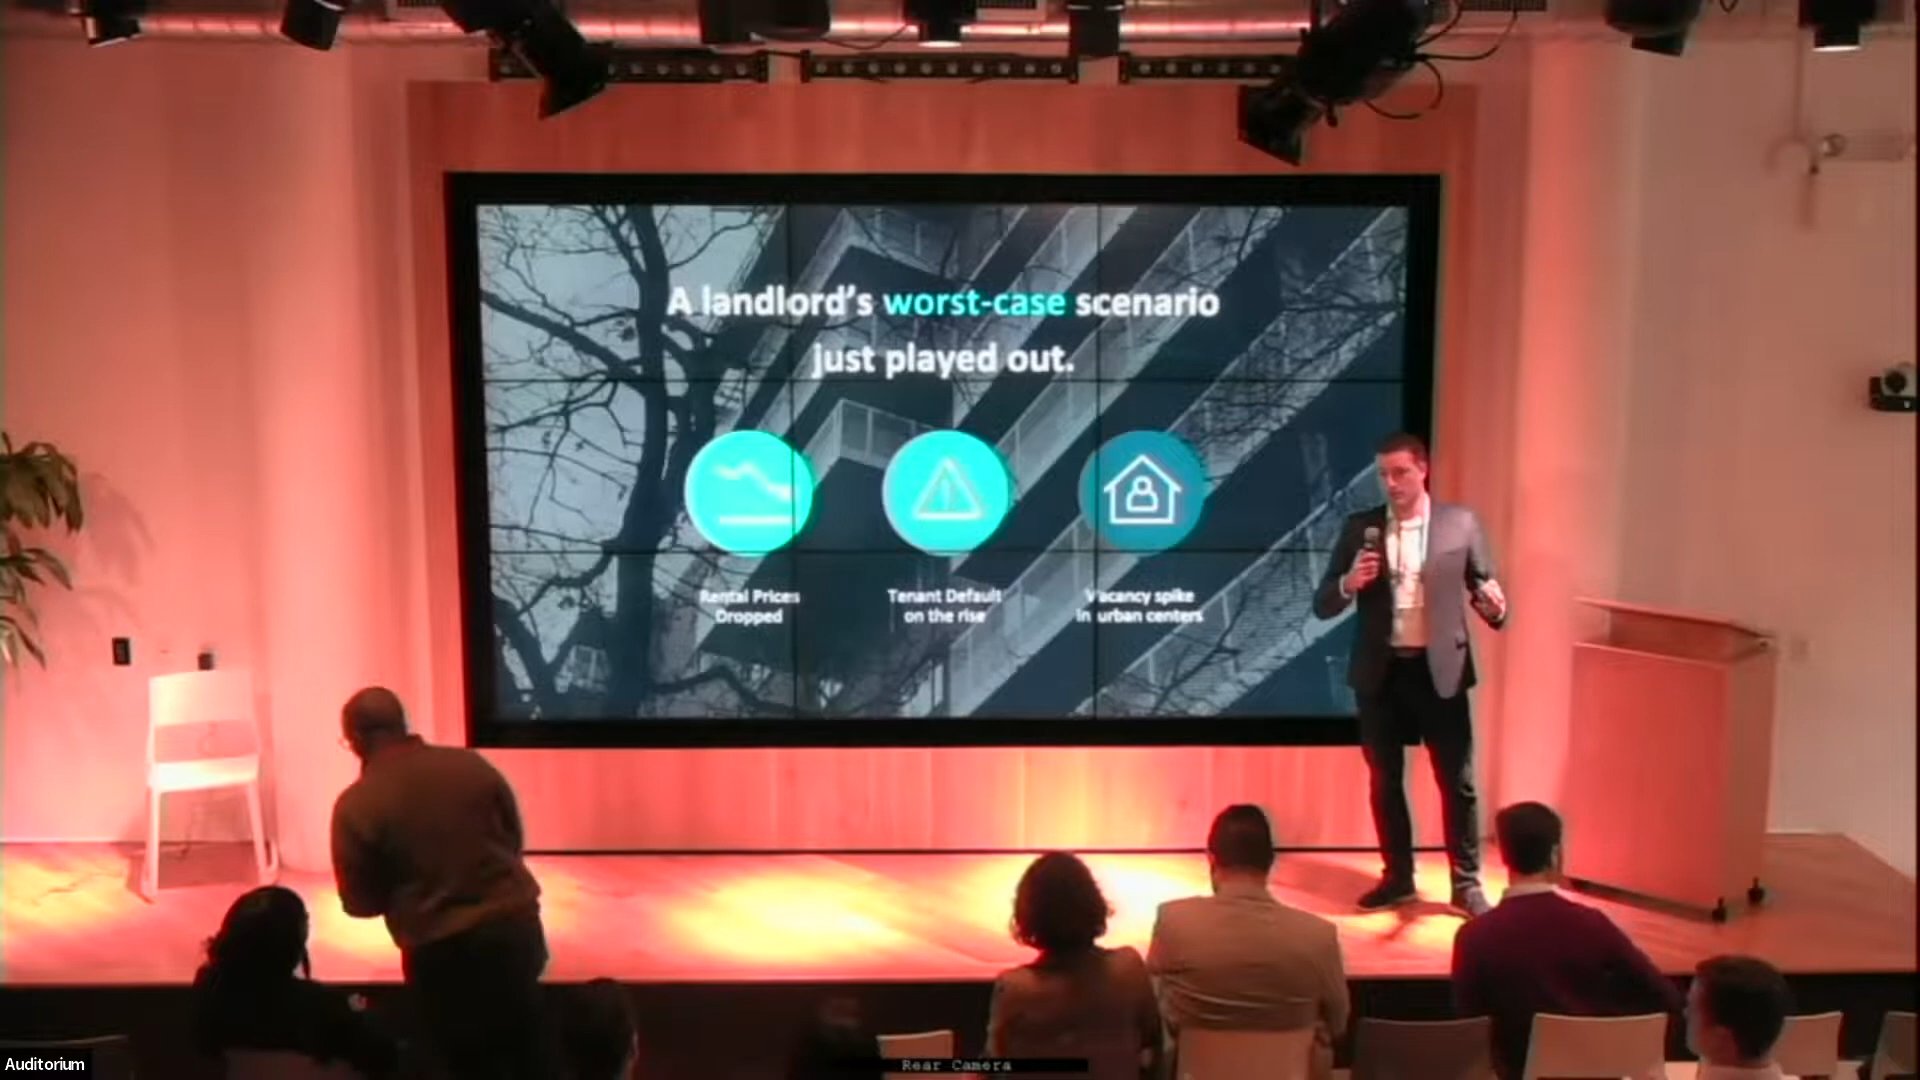 A landlord's worst-case scenario
just played out.
Rental Prices
Dropped
Tenant Default
on the rise
Vacancy spike
in urban centers
Auditorium
Rear Camera